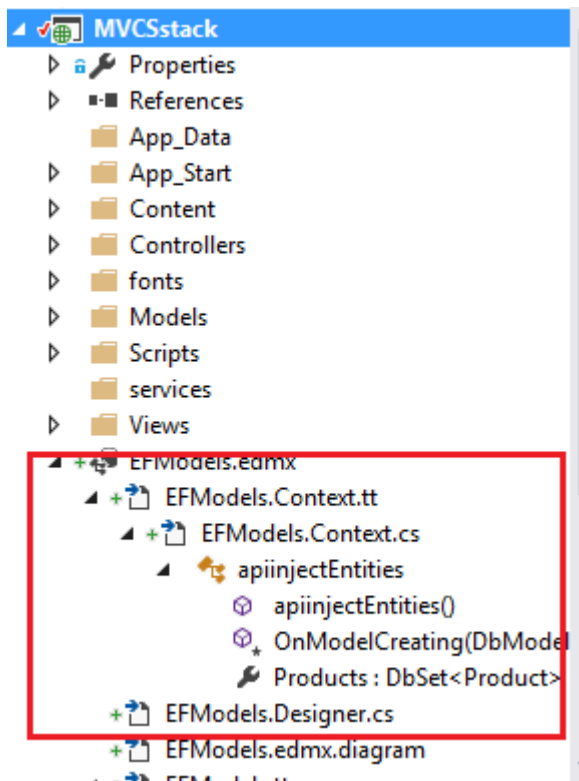 MVCSstack
Properties
References
App_Data
App_Start
Content
Controllers
fonts
Models
Scripts
services
Views
EFModels.edmx
EFModels.Context.tt
EFModels.Context.cs
apiinjectEntities
apiinjectEntities()
OnModelCreating(DbModel
Products : DbSet<Product>
EFModels.Designer.cs
EFModels.edmx.diagram